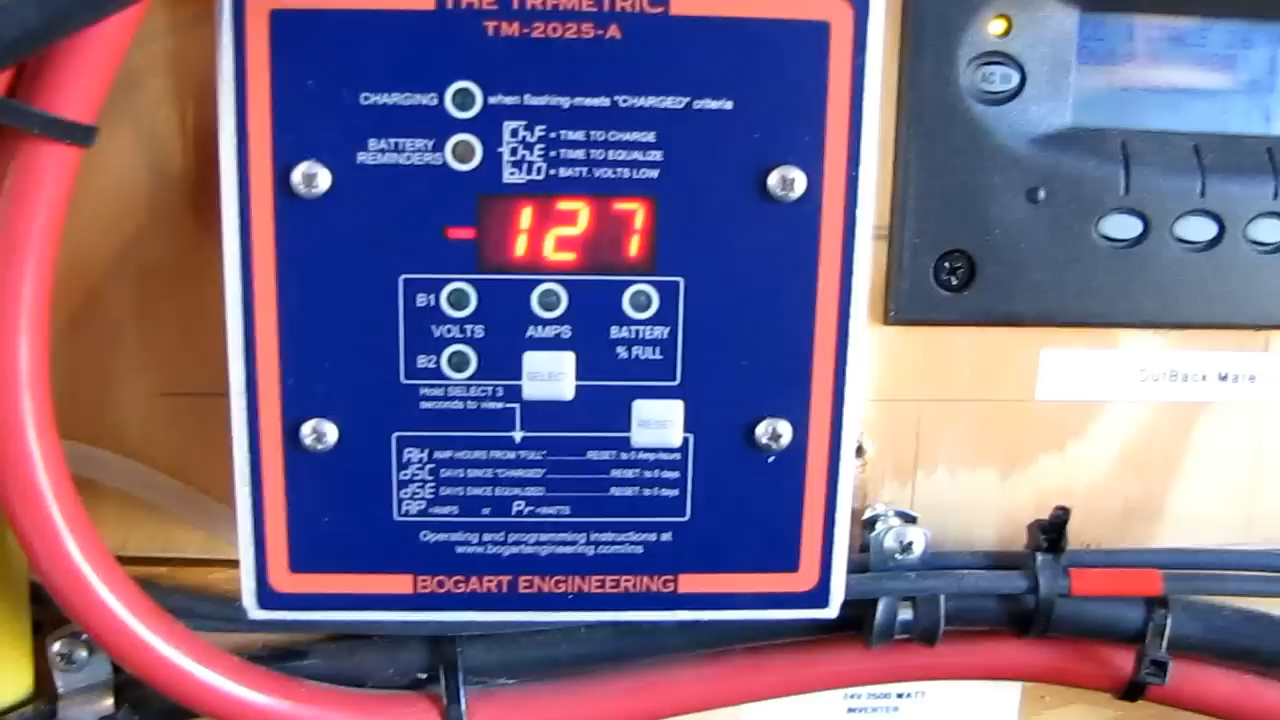 THE TRI-METRIC
TM-2025-A
AC IN
CHARGING when flashing-meets "CHARGED" criteria
BATTERY REMINDERS
ChF = TIME TO CHARGE
ChE = TIME TO EQUALIZE
bLO = BATT. VOLTS LOW
-127
B1
VOLTS AMPS BATTERY
% FULL
B2
SELECT
Hold SELECT 3
seconds to view
RESET
OutBack Mate
AH AMP HOURS FROM "FULL" RESET: to 0 Amp-hours
dSC DAYS SINCE "CHARGED" RESET: to 0 days
dSE DAYS SINCE EQUALIZED RESET: to 0 days
AP =AMPS or Pr =WATTS
Operating and programming instructions at
www.bogartengineering.com/ins
BOGART ENGINEERING
2500 WATT
INVERTER